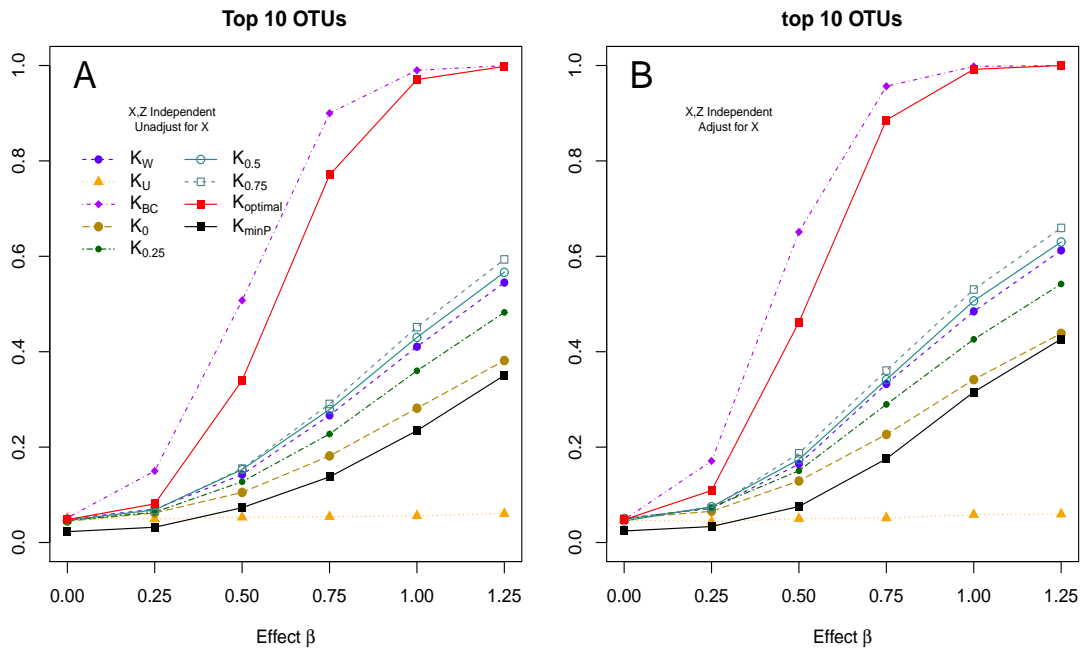 Top 10 OTUs
A
X,Z Independent
Unadjust for X
K_W
K_U
K_BC
K_0
K_0.25
K_0.5
K_0.75
K_optimal
K_minP
0.0
0.2
0.4
0.6
0.8
1.0
0.00 0.25 0.50 0.75 1.00 1.25
Effect β
top 10 OTUs
B
X,Z Independent
Adjust for X
0.0
0.2
0.4
0.6
0.8
1.0
0.00 0.25 0.50 0.75 1.00 1.25
Effect β